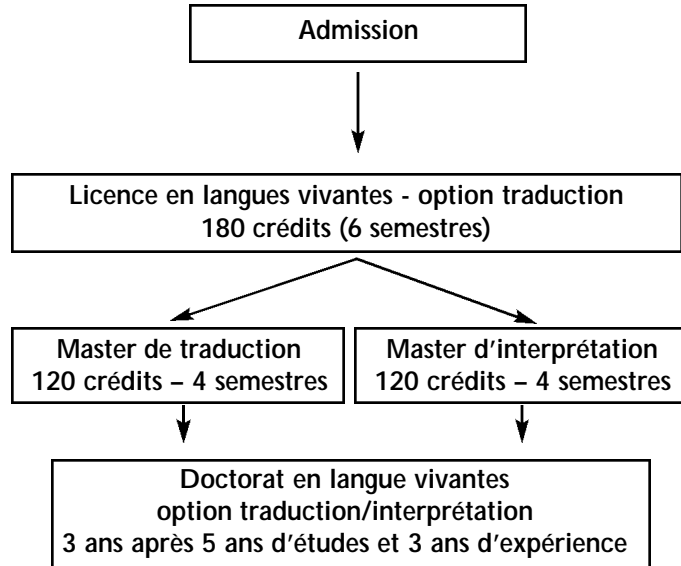 Admission
Licence en langues vivantes - option traduction
180 crédits (6 semestres)
Master de traduction
120 crédits – 4 semestres
Master d'interprétation
120 crédits – 4 semestres
Doctorat en langue vivantes
option traduction/interprétation
3 ans après 5 ans d'études et 3 ans d'expérience